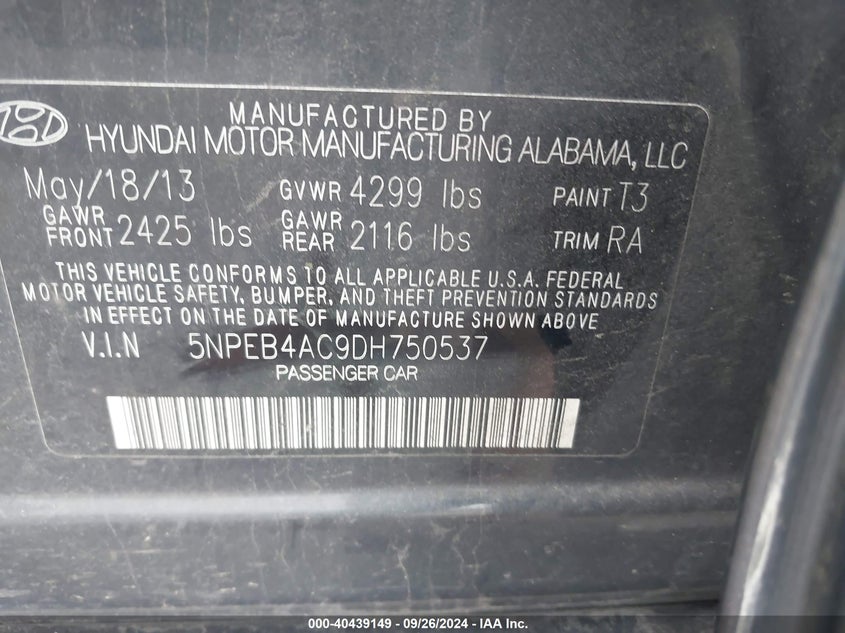 MANUFACTURED BY
HYUNDAI MOTOR MANUFACTURING ALABAMA, LLC
May/18/13 GVWR 4299 lbs PAINT T3
GAWR FRONT 2425 lbs GAWR REAR 2116 lbs TRIM RA
THIS VEHICLE CONFORMS TO ALL APPLICABLE U.S.A. FEDERAL
MOTOR VEHICLE SAFETY, BUMPER, AND THEFT PREVENTION STANDARDS
IN EFFECT ON THE DATE OF MANUFACTURE SHOWN ABOVE
V.I.N 5NPEB4AC9DH750537
PASSENGER CAR
000-40439149 - 09/26/2024 - IAA Inc.